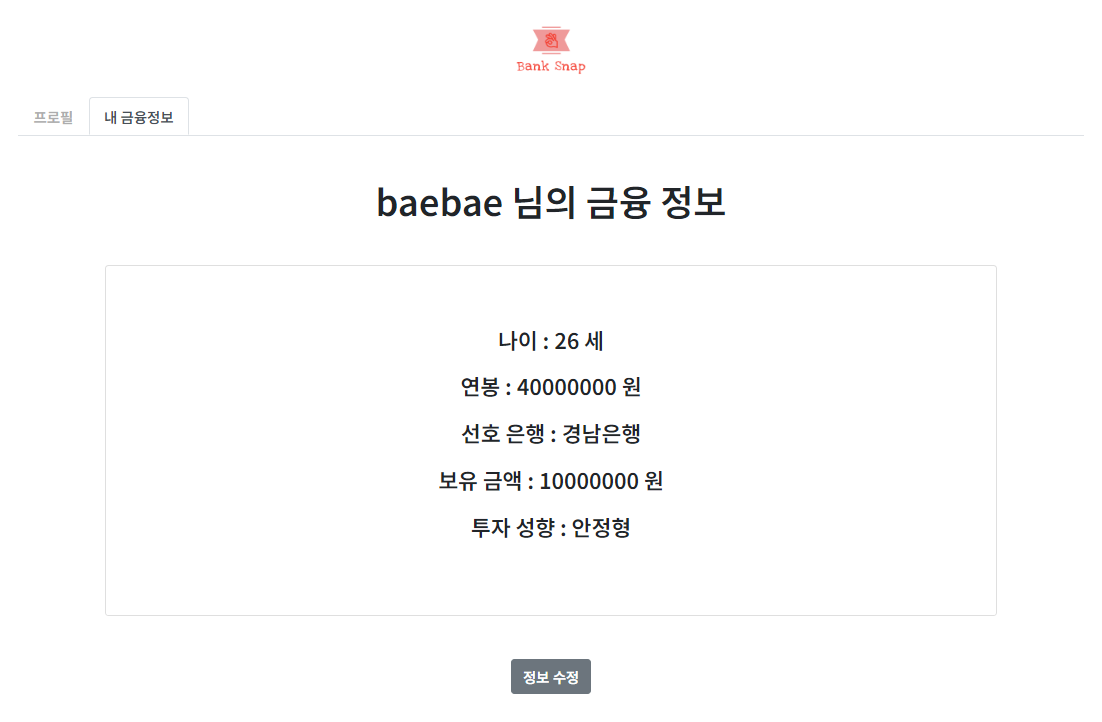 Bank Snap
프로필
내 금융정보
baebae 님의 금융 정보
나이 : 26 세
연봉 : 40000000 원
선호 은행 : 경남은행
보유 금액 : 10000000 원
투자 성향 : 안정형
정보 수정